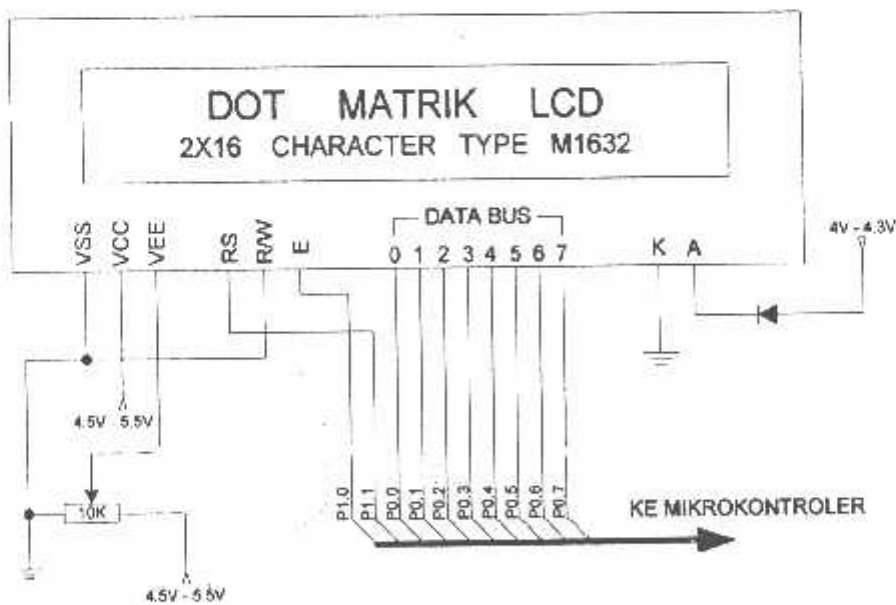 DOT MATRIK LCD
2X16 CHARACTER TYPE M1632
DATA BUS
VSS VCC VEE RS R/W E 0 1 2 3 4 5 6 7 K A
4V - 4.3V
4.5V - 5.5V
10K
P1.0 P1.1 P0.0 P0.1 P0.2 P0.3 P0.4 P0.5 P0.6 P0.7
KE MIKROKONTROLER
4.5V - 5.5V